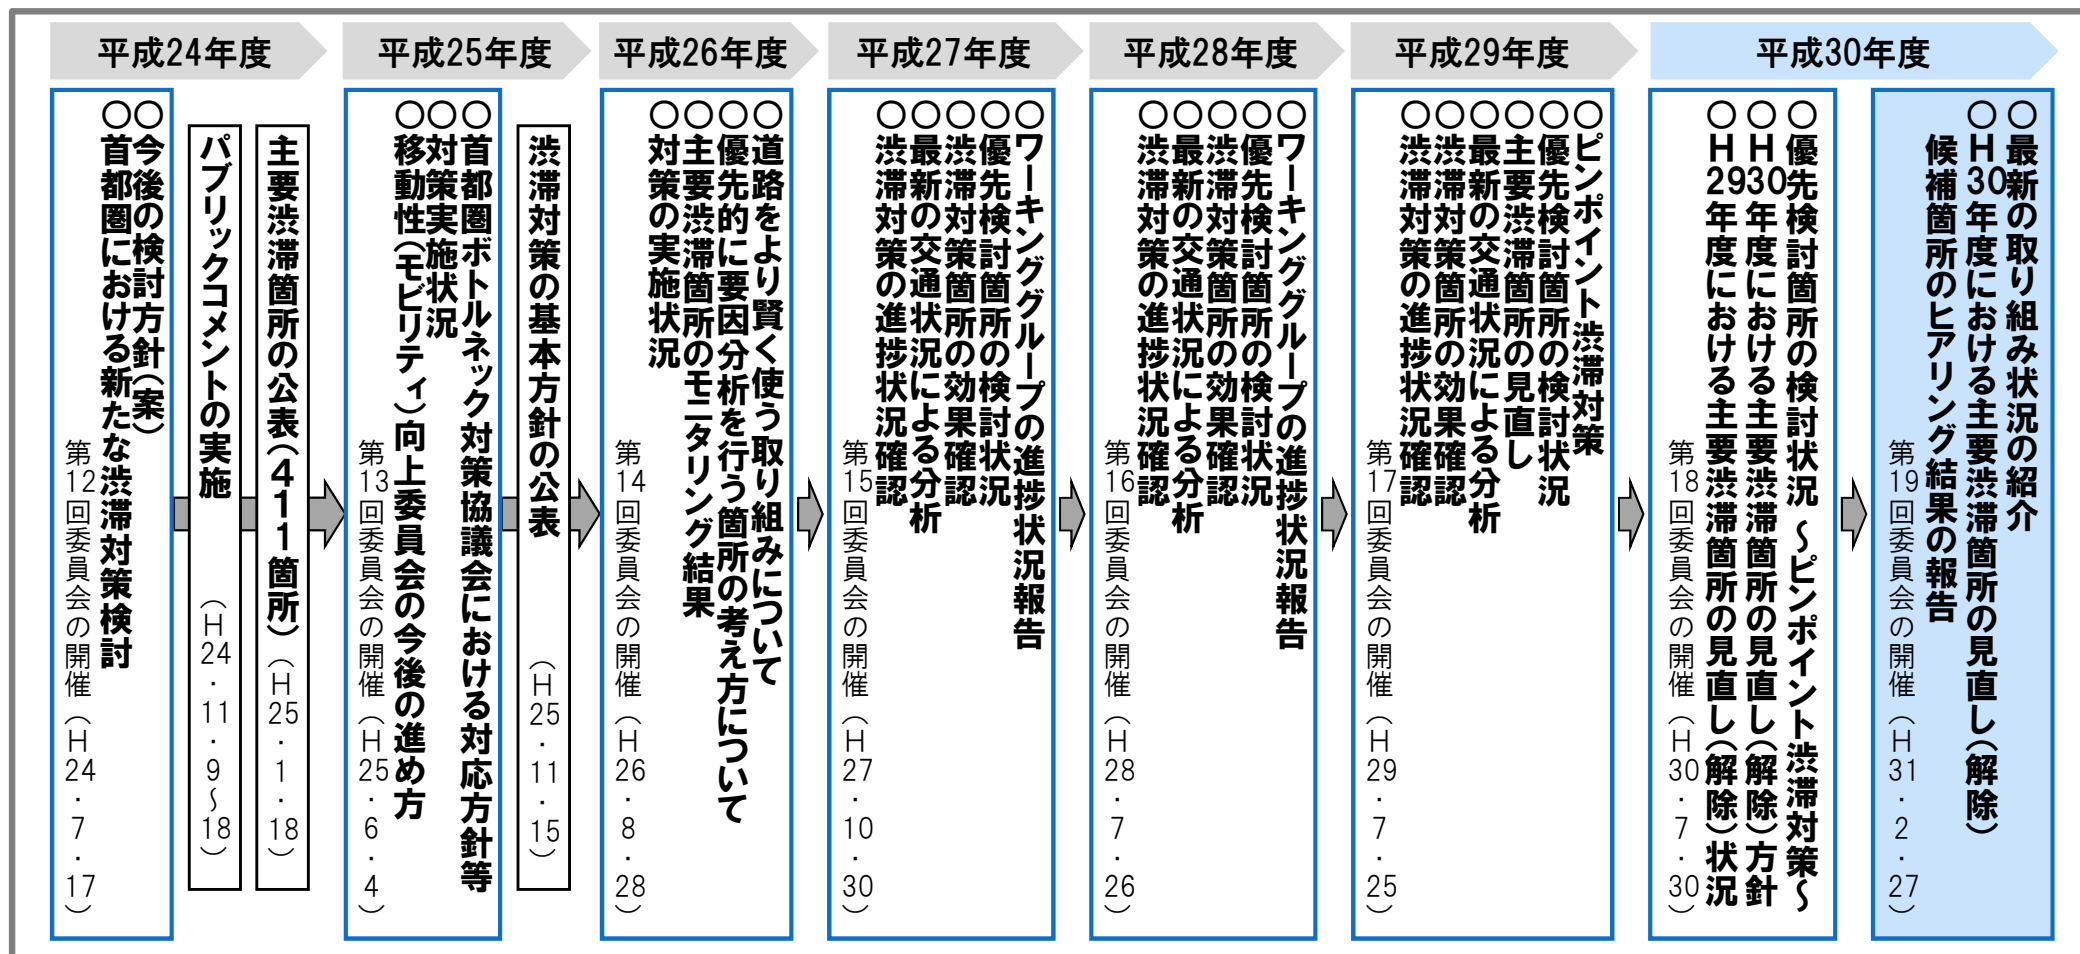 平成24年度
平成25年度
平成26年度
平成27年度
平成28年度
平成29年度
平成30年度
○今後の検討方針(案)
○首都圏における新たな渋滞対策検討
第12回委員会の開催（H24．7．17）
パブリックコメントの実施（H24．11．9～18）
主要渋滞箇所の公表(４１１箇所)（H25．1．18）
○首都圏ボトルネック対策協議会における対応方針等
○対策実施状況
○移動性(モビリティ)向上委員会の今後の進め方
第13回委員会の開催（H25．6．4）
渋滞対策の基本方針の公表（H25．11．15）
○道路をより賢く使う取り組みについて
○優先的に要因分析を行う箇所の考え方について
○主要渋滞箇所のモニタリング結果
○対策の実施状況
第14回委員会の開催（H26．8．28）
○ワーキンググループの進捗状況報告
○優先検討箇所の検討状況
○渋滞対策箇所の効果確認
○最新の交通状況による分析
○渋滞対策の進捗状況確認
第15回委員会の開催（H27．10．30）
○ワーキンググループの進捗状況報告
○優先検討箇所の検討状況
○渋滞対策箇所の効果確認
○最新の交通状況による分析
○渋滞対策の進捗状況確認
第16回委員会の開催（H28．7．26）
○ピンポイント渋滞対策
○優先検討箇所の検討状況
○主要渋滞箇所の見直し
○最新の交通状況による分析
○渋滞対策箇所の効果確認
○渋滞対策の進捗状況確認
第17回委員会の開催（H29．7．25）
○優先検討箇所の検討状況 ～ピンポイント渋滞対策～
○H30年度における主要渋滞箇所の見直し(解除)方針
○H29年度における主要渋滞箇所の見直し(解除)状況
第18回委員会の開催（H30．7．30）
○最新の取り組み状況の紹介
○H30年度における主要渋滞箇所の見直し(解除)
候補箇所のヒアリング結果の報告
第19回委員会の開催（H31．2．27）